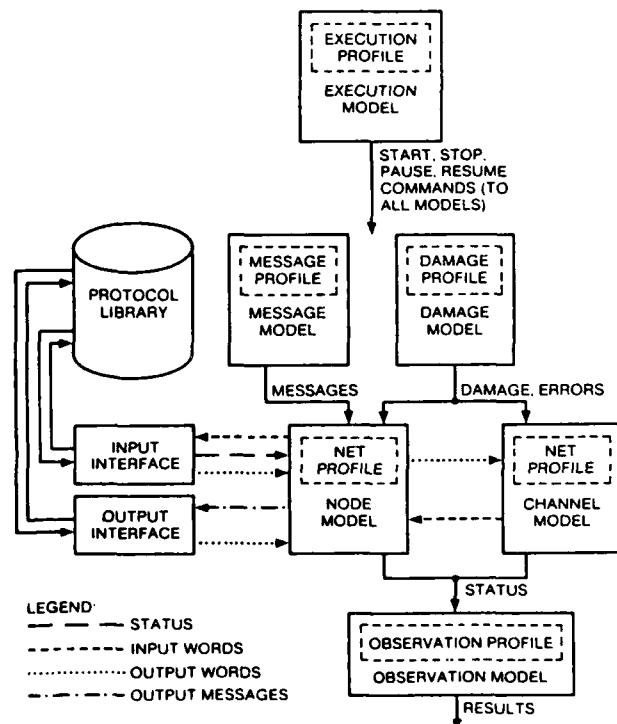 EXECUTION
PROFILE
EXECUTION
MODEL
START, STOP,
PAUSE, RESUME
COMMANDS (TO
ALL MODELS)
PROTOCOL
LIBRARY
MESSAGE
PROFILE
MESSAGE
MODEL
DAMAGE
PROFILE
DAMAGE
MODEL
MESSAGES
DAMAGE, ERRORS
INPUT
INTERFACE
OUTPUT
INTERFACE
NET
PROFILE
NODE
MODEL
NET
PROFILE
CHANNEL
MODEL
STATUS
LEGEND:
STATUS
INPUT WORDS
OUTPUT WORDS
OUTPUT MESSAGES
OBSERVATION PROFILE
OBSERVATION MODEL
RESULTS